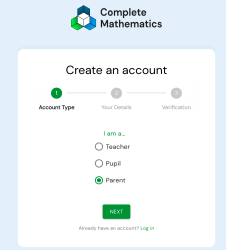 Complete
Mathematics
Create an account
1 2 3
Account Type Your Details Verification
I am a...
Teacher
Pupil
Parent
NEXT
Already have an account? Log in